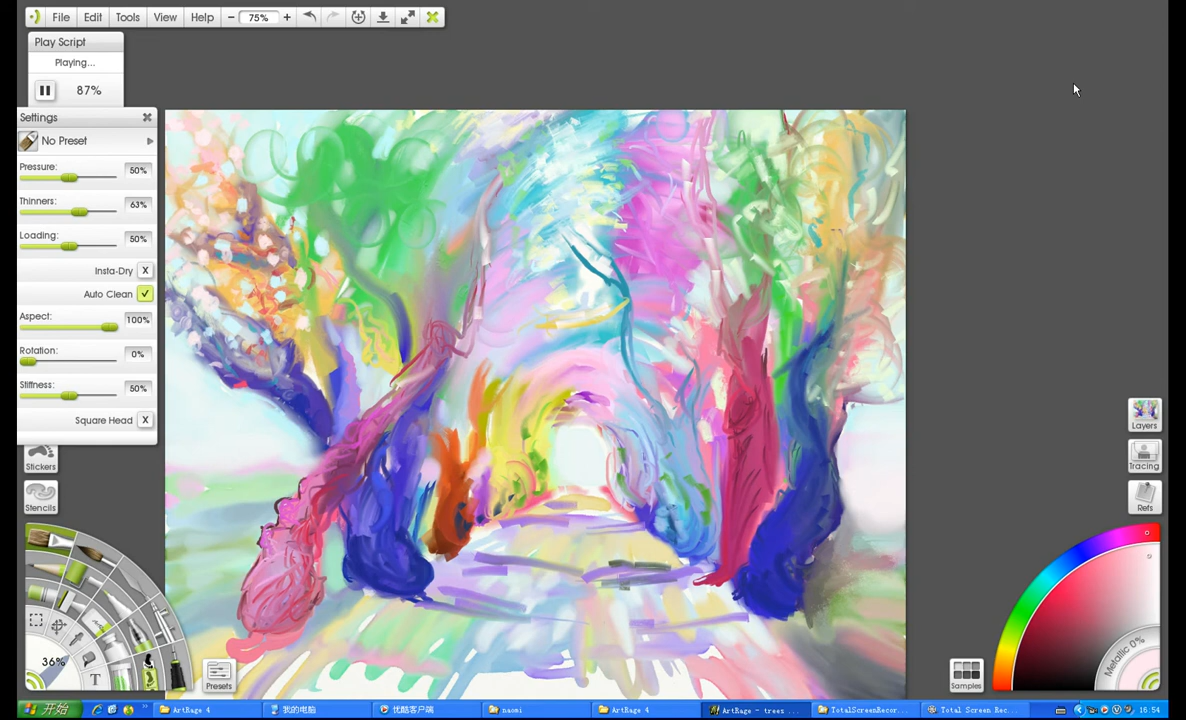 File Edit Tools View Help 75%
Play Script
Playing...
87%
Settings
No Preset
Pressure: 50%
Thinners: 63%
Loading: 50%
Insta-Dry X
Auto Clean
Aspect: 100%
Rotation: 0%
Stiffness: 50%
Square Head X
Stickers
Stencils
36%
T
Presets
Layers
Tracing
Refs
Metallic 0%
Samples
开始 ArtRage 4 我的电脑 优酷客户端 naomi ArtRage 4 ArtRage - trees ... TotalScreenRecor... Total Screen Rec... 16:54